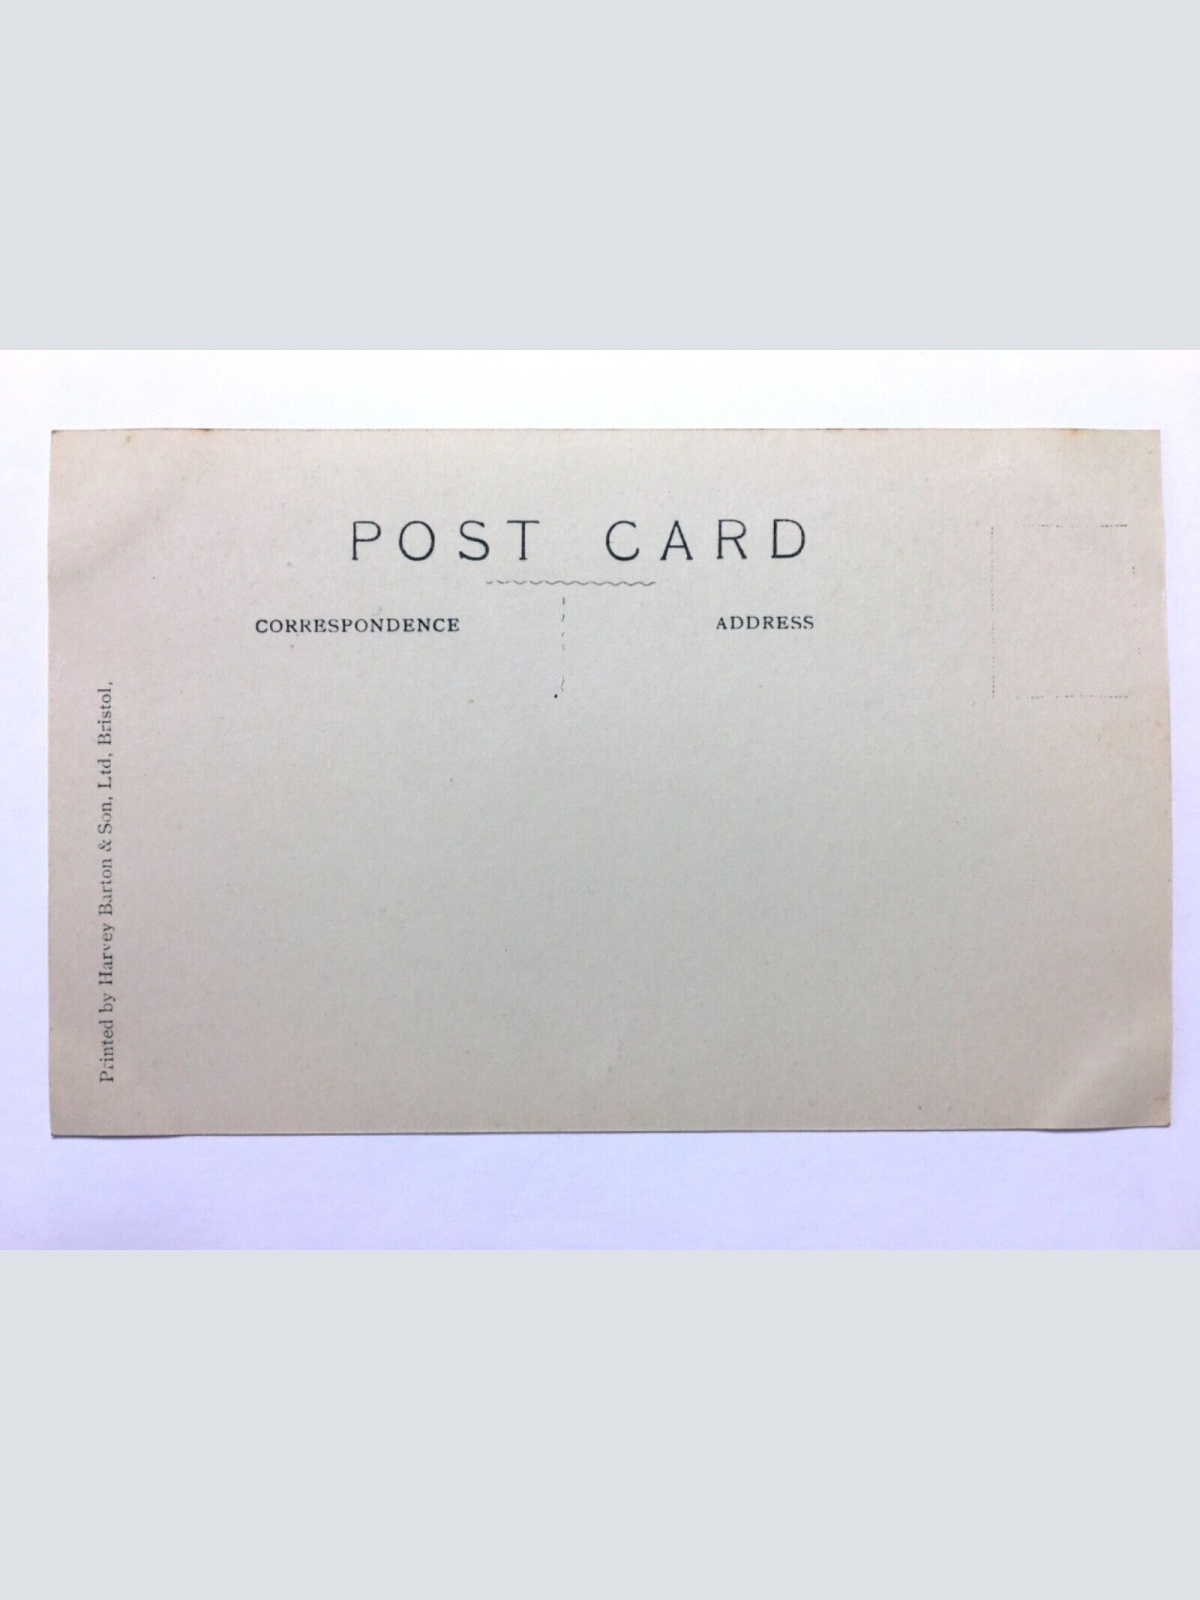 POST CARD
CORRESPONDENCE
ADDRESS
Printed by Harvey Barton & Son, Ltd, Bristol,